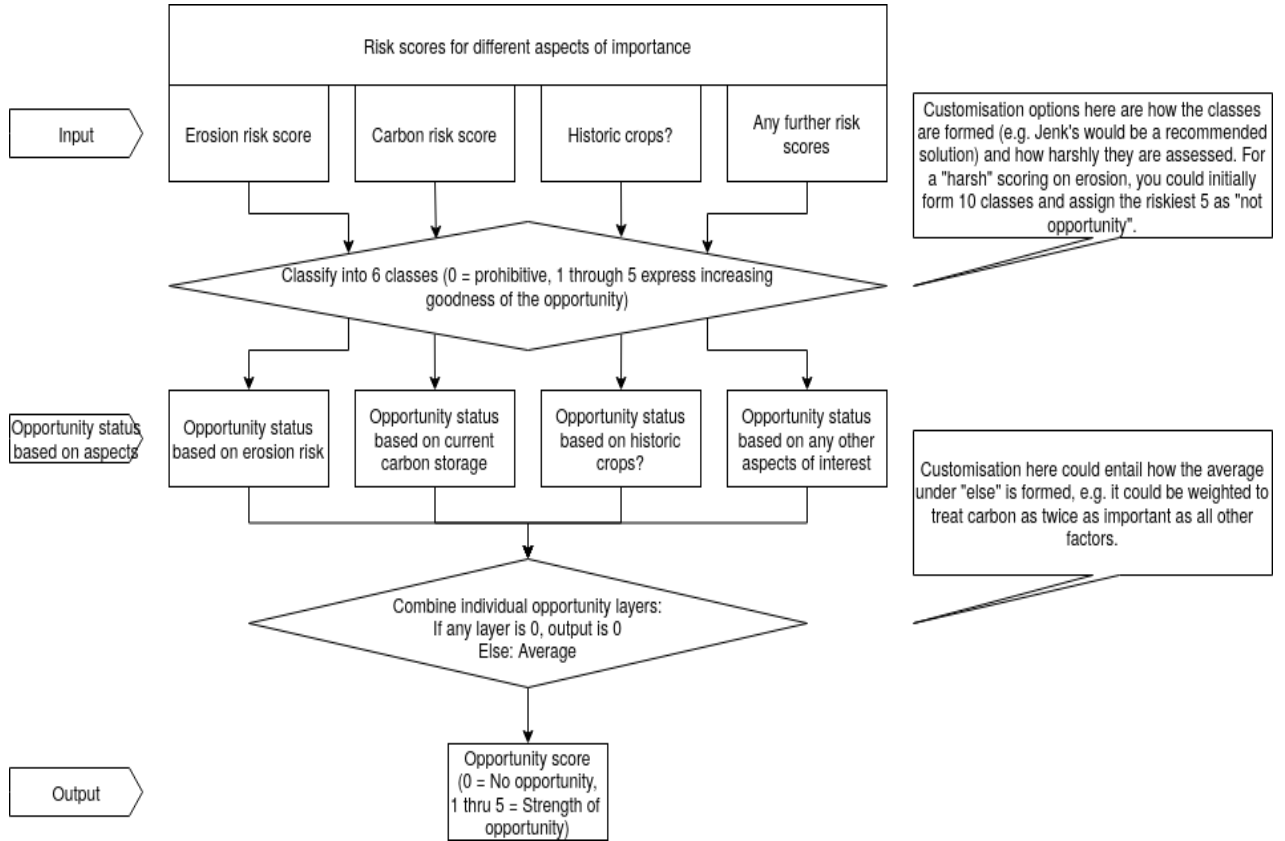 Risk scores for different aspects of importance
Input
Erosion risk score
Carbon risk score
Historic crops?
Any further risk
scores
Customisation options here are how the classes
are formed (e.g. Jenk's would be a recommended
solution) and how harshly they are assessed. For
a "harsh" scoring on erosion, you could initially
form 10 classes and assign the riskiest 5 as "not
opportunity".
Classify into 6 classes (0 = prohibitive, 1 through 5 express increasing
goodness of the opportunity)
Opportunity status
based on aspects
Opportunity status
based on erosion risk
Opportunity status
based on current
carbon storage
Opportunity status
based on historic
crops?
Opportunity status
based on any other
aspects of interest
Customisation here could entail how the average
under "else" is formed, e.g. it could be weighted to
treat carbon as twice as important as all other
factors.
Combine individual opportunity layers:
If any layer is 0, output is 0
Else: Average
Output
Opportunity score
(0 = No opportunity,
1 thru 5 = Strength of
opportunity)